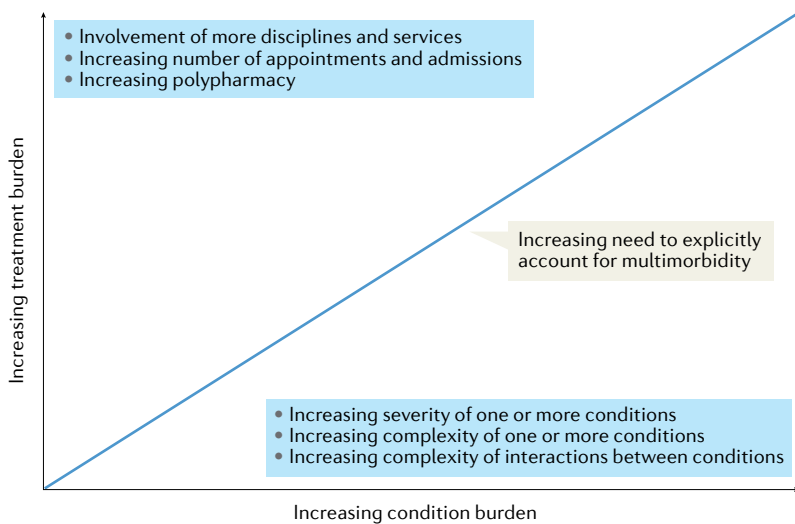 • Involvement of more disciplines and services
• Increasing number of appointments and admissions
• Increasing polypharmacy
Increasing treatment burden
Increasing need to explicitly
account for multimorbidity
• Increasing severity of one or more conditions
• Increasing complexity of one or more conditions
• Increasing complexity of interactions between conditions
Increasing condition burden